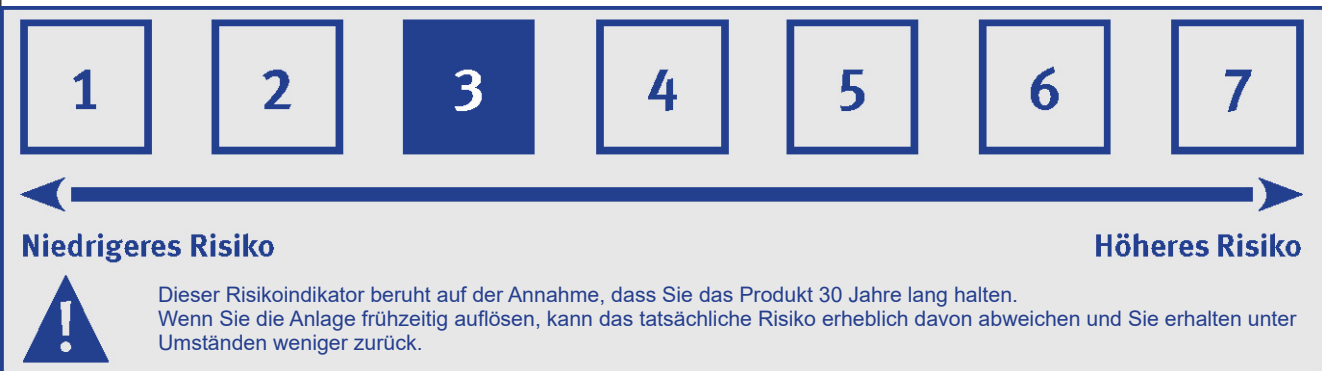 1 2 3 4 5 6 7
Niedrigeres Risiko Höheres Risiko
!
Dieser Risikoindikator beruht auf der Annahme, dass Sie das Produkt 30 Jahre lang halten.
Wenn Sie die Anlage frühzeitig auflösen, kann das tatsächliche Risiko erheblich davon abweichen und Sie erhalten unter
Umständen weniger zurück.